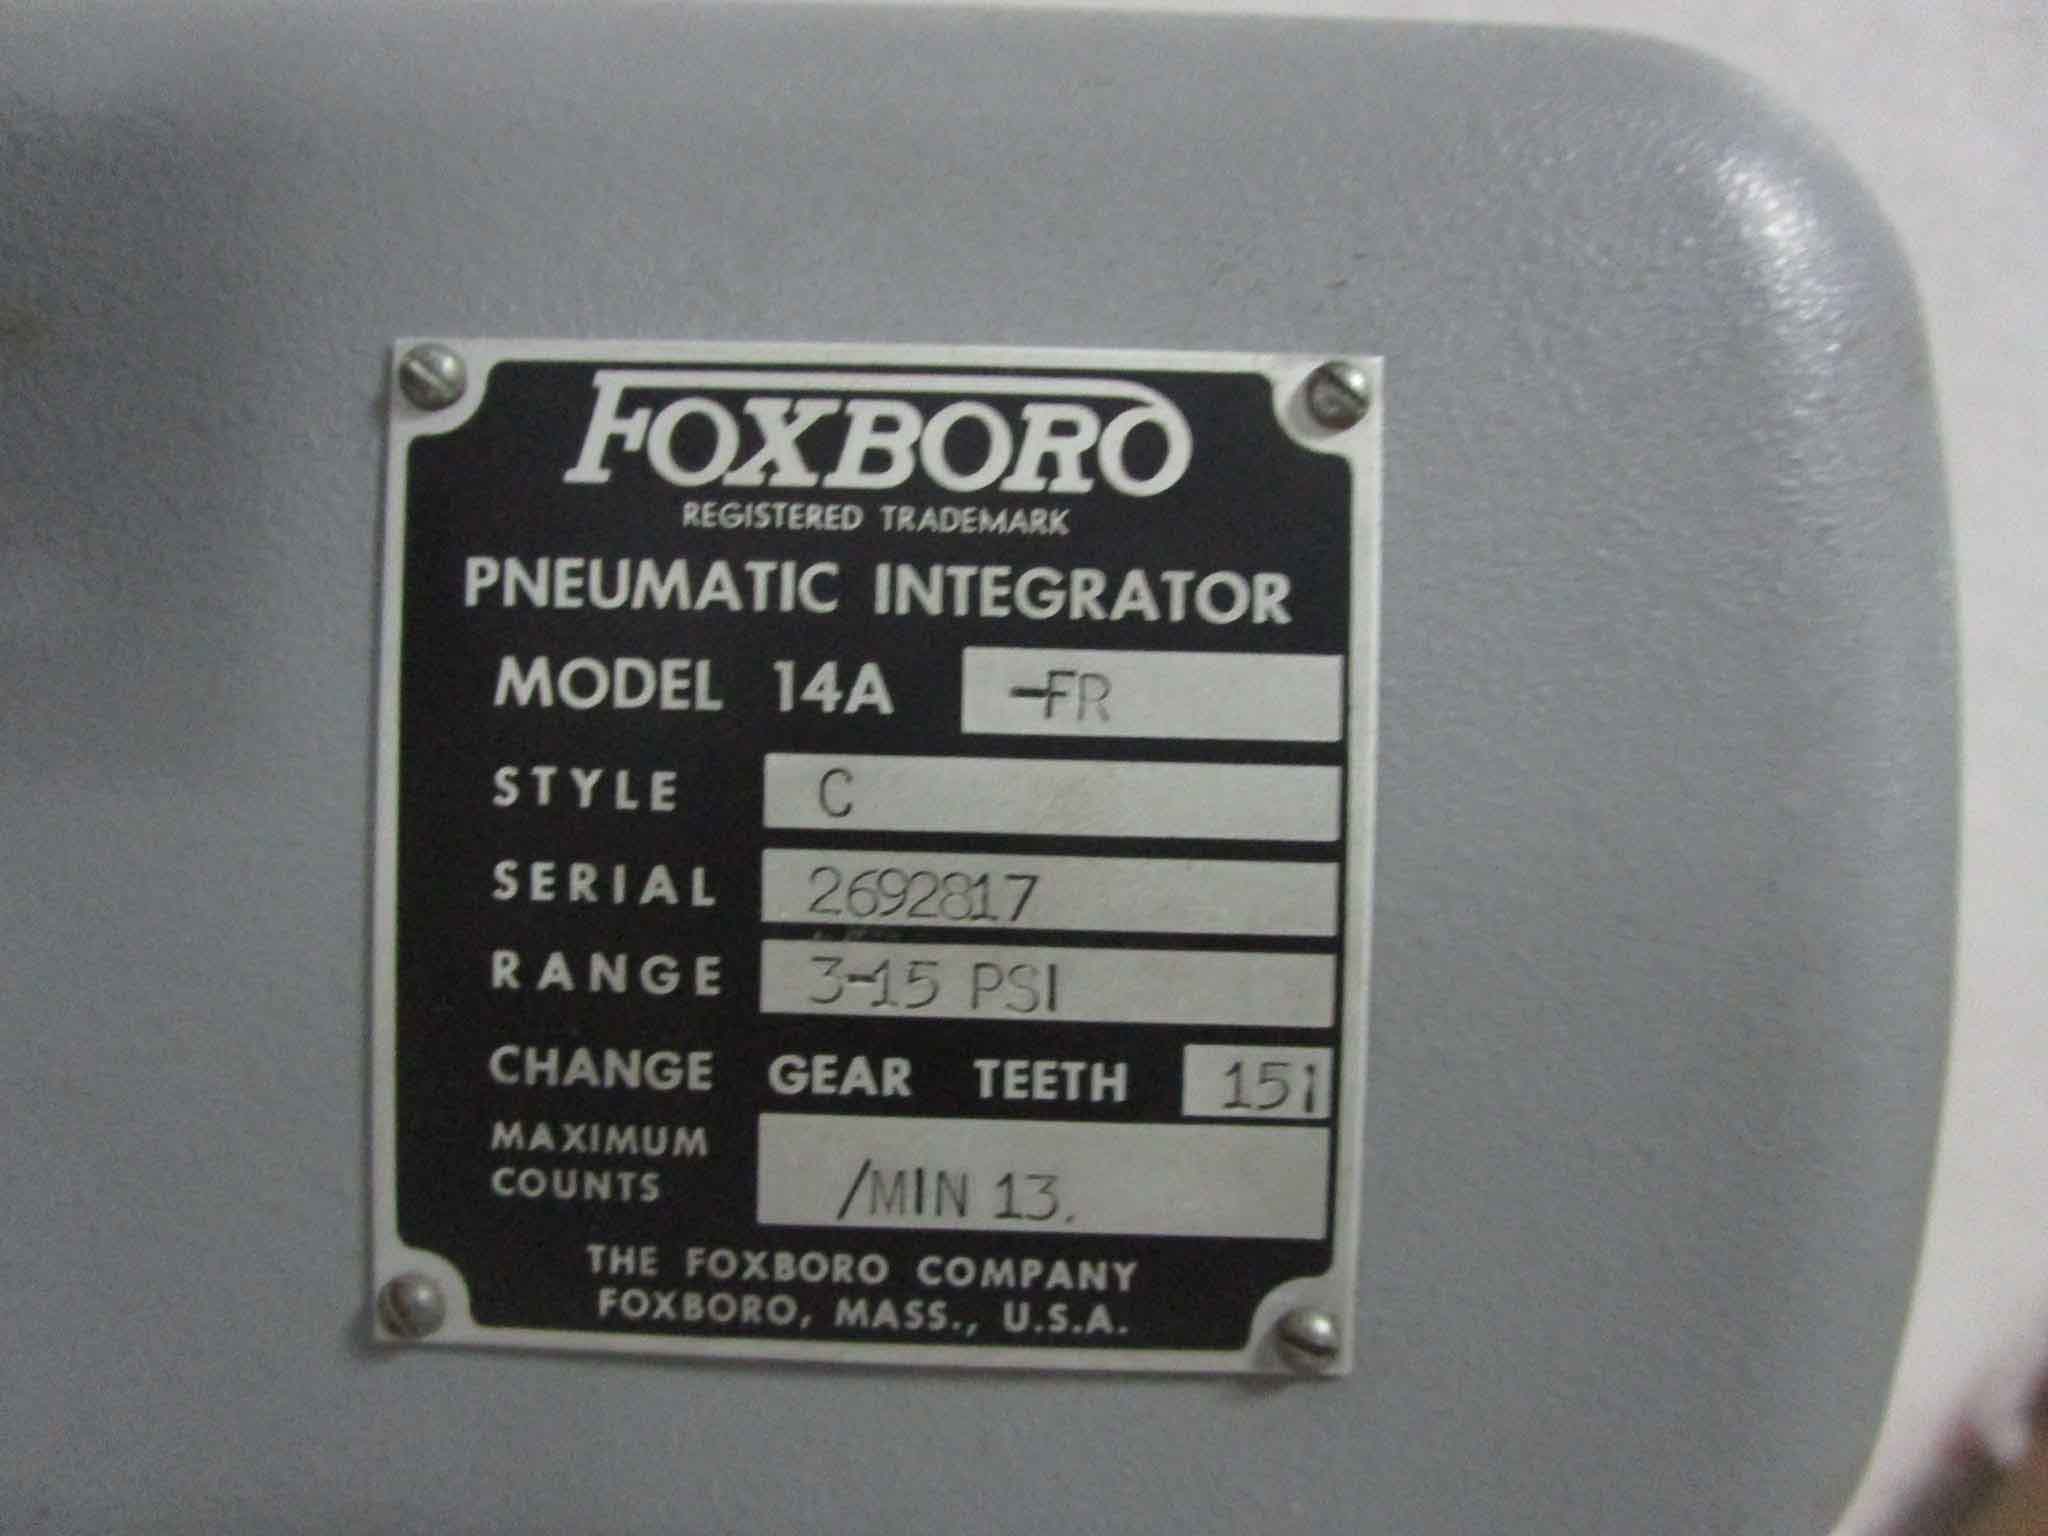 FOXBORO
REGISTERED TRADEMARK
PNEUMATIC INTEGRATOR
MODEL 14A -FR
STYLE C
SERIAL 2692817
RANGE 3-15 PSI
CHANGE GEAR TEETH 151
MAXIMUM
COUNTS /MIN 13.
THE FOXBORO COMPANY
FOXBORO, MASS., U.S.A.